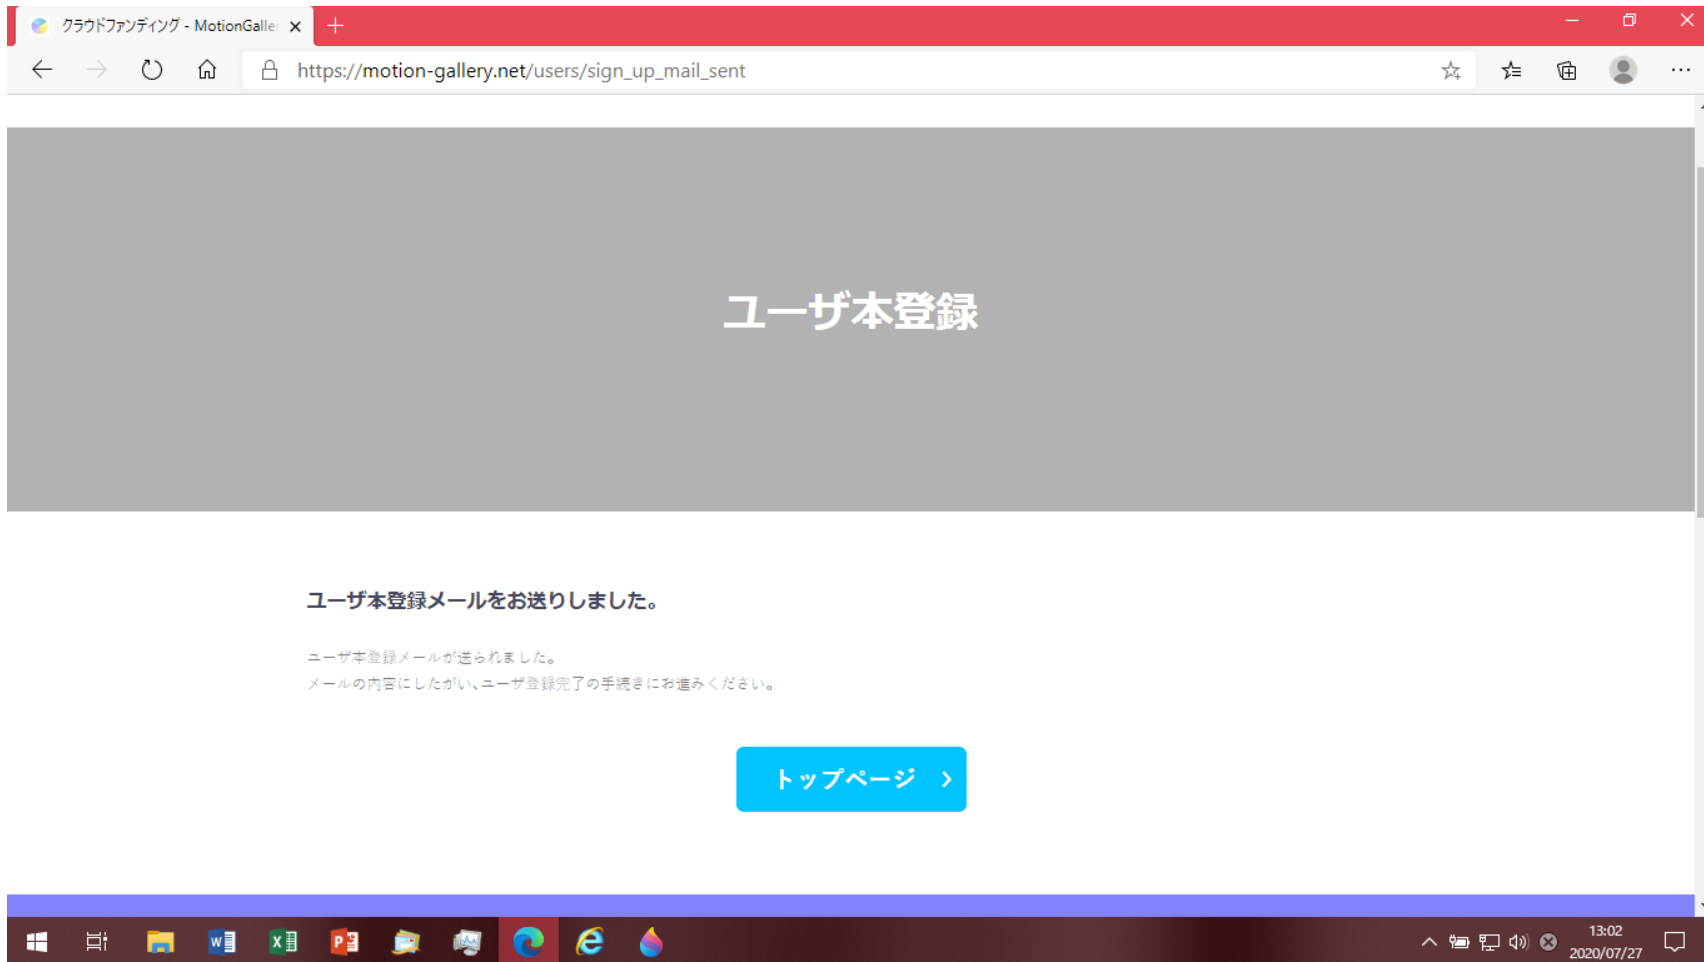 クラウドファンディング - MotionGalle
https://motion-gallery.net/users/sign_up_mail_sent
ユーザ本登録
ユーザ本登録メールをお送りしました。
ユーザ本登録メールが送られました。
メールの内容にしたがい、ユーザ登録完了の手続きにお進みください。
トップページ
13:02
2020/07/27